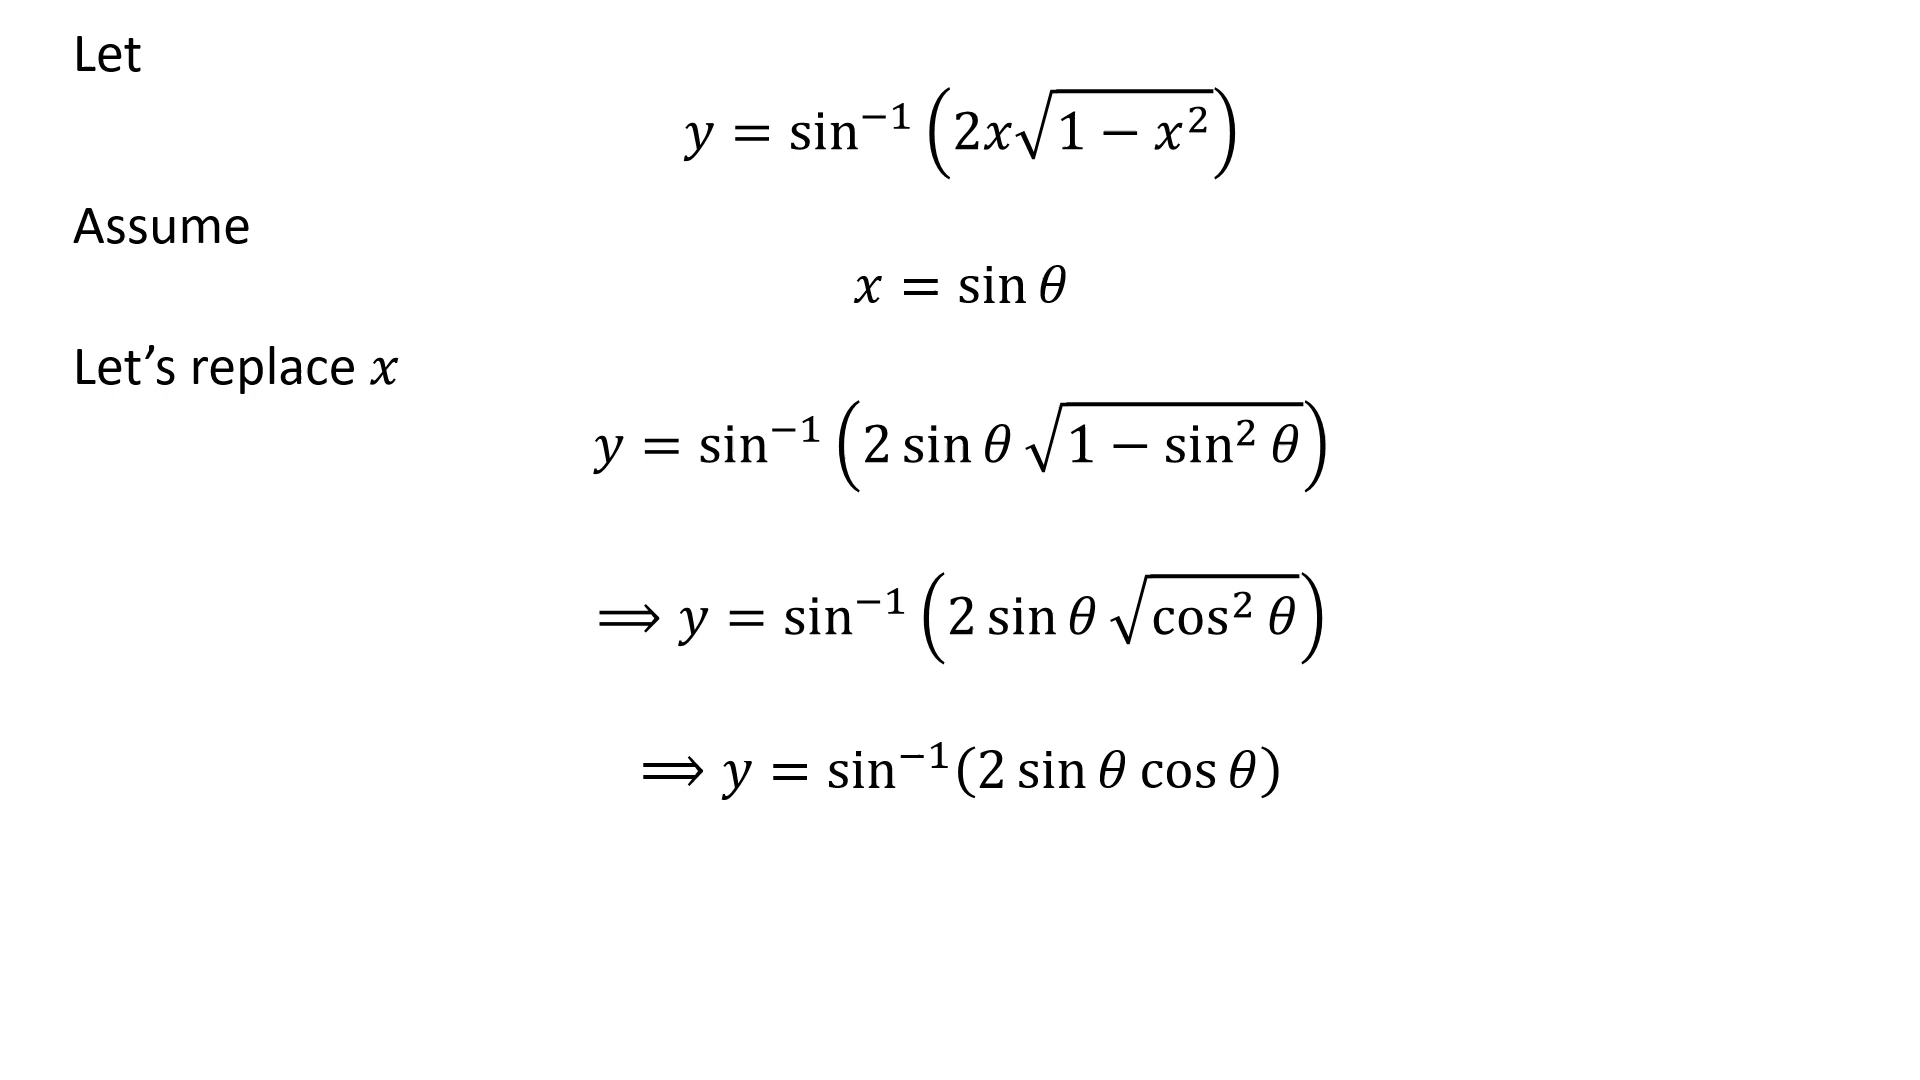 Let
y = sin⁻¹(2x√(1 − x²))
Assume
x = sin θ
Let’s replace x
y = sin⁻¹(2 sin θ √(1 − sin² θ))
⟹ y = sin⁻¹(2 sin θ √(cos² θ))
⟹ y = sin⁻¹(2 sin θ cos θ)